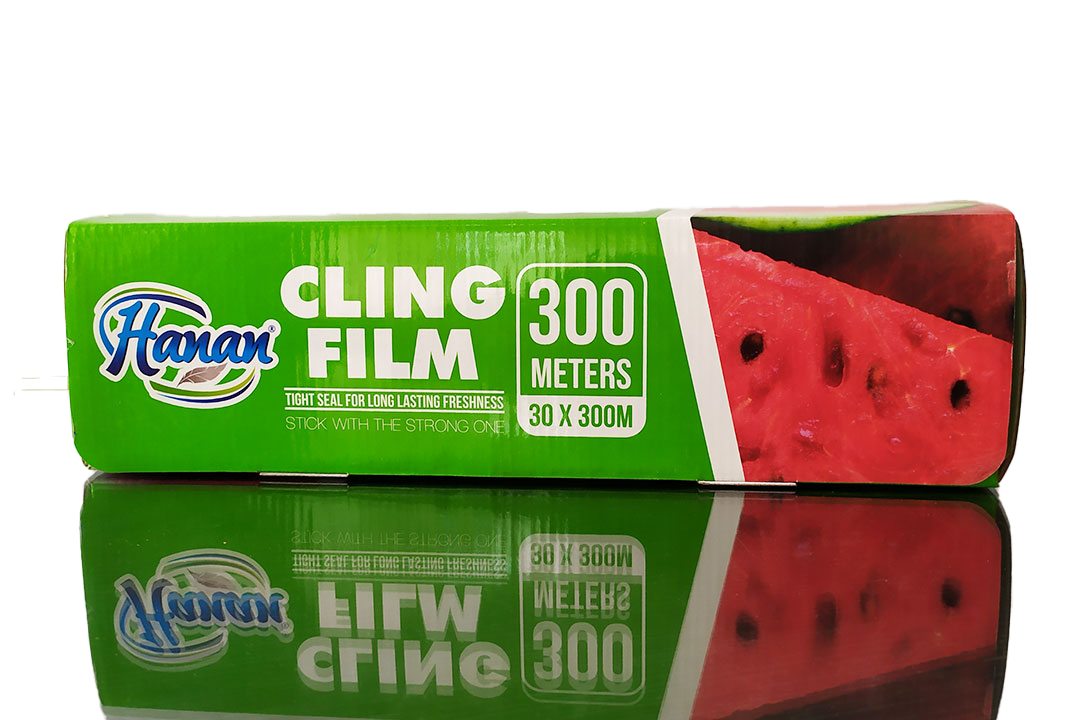 Hanan®
CLING
FILM
TIGHT SEAL FOR LONG LASTING FRESHNESS
STICK WITH THE STRONG ONE
300
METERS
30 X 300M